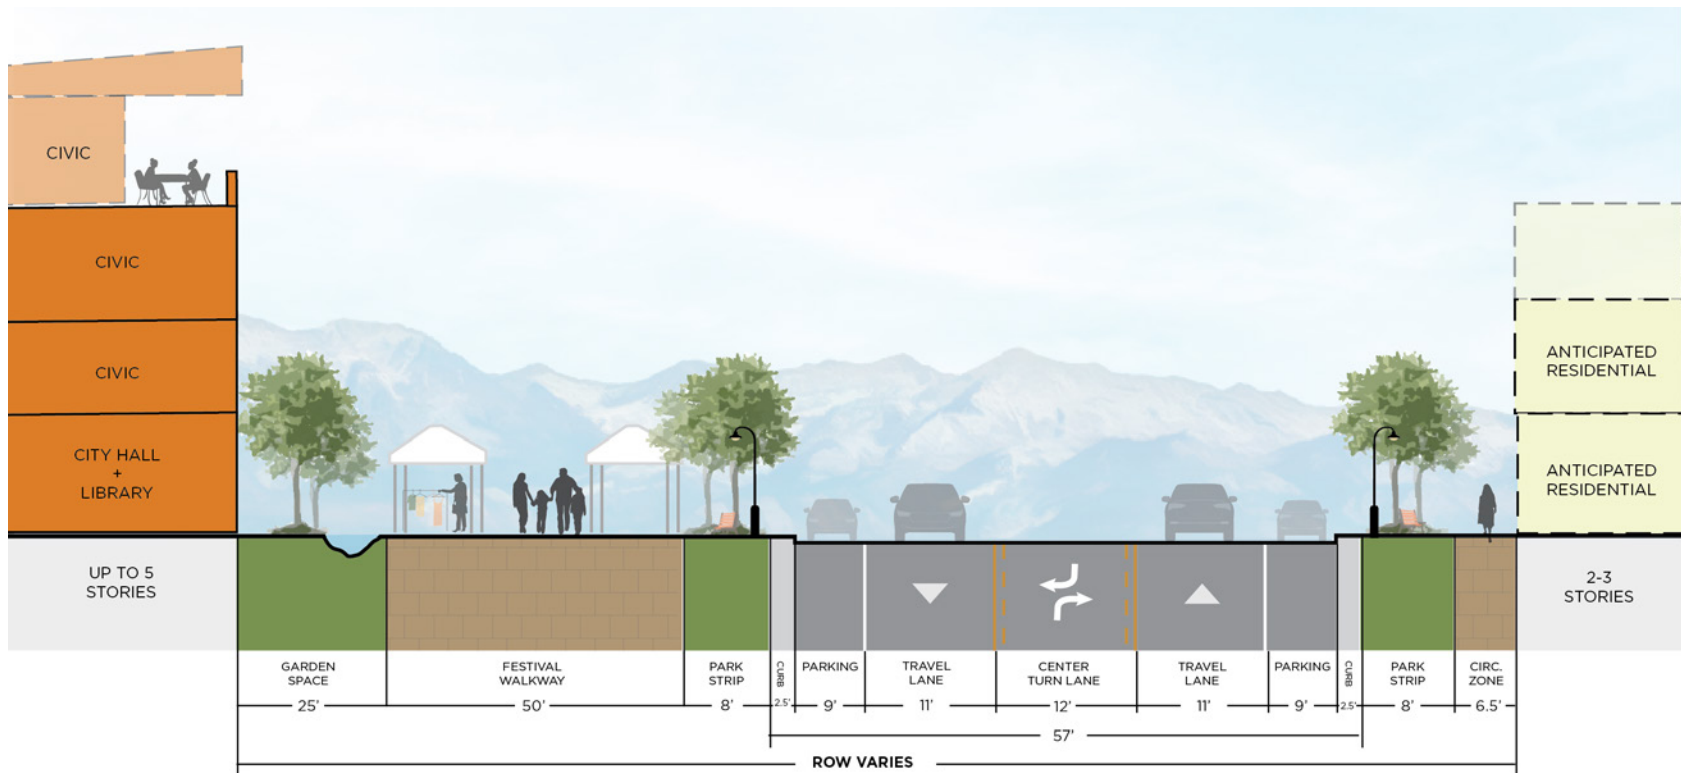 CIVIC
CIVIC
CIVIC
CITY HALL
+
LIBRARY
ANTICIPATED
RESIDENTIAL
ANTICIPATED
RESIDENTIAL
UP TO 5
STORIES
2-3
STORIES
GARDEN
SPACE
25'
FESTIVAL
WALKWAY
50'
PARK
STRIP
8'
CURB
2.5'
PARKING
9'
TRAVEL
LANE
11'
CENTER
TURN LANE
12'
TRAVEL
LANE
11'
PARKING
9'
CURB
2.5'
PARK
STRIP
8'
CIRC.
ZONE
6.5'
57'
ROW VARIES